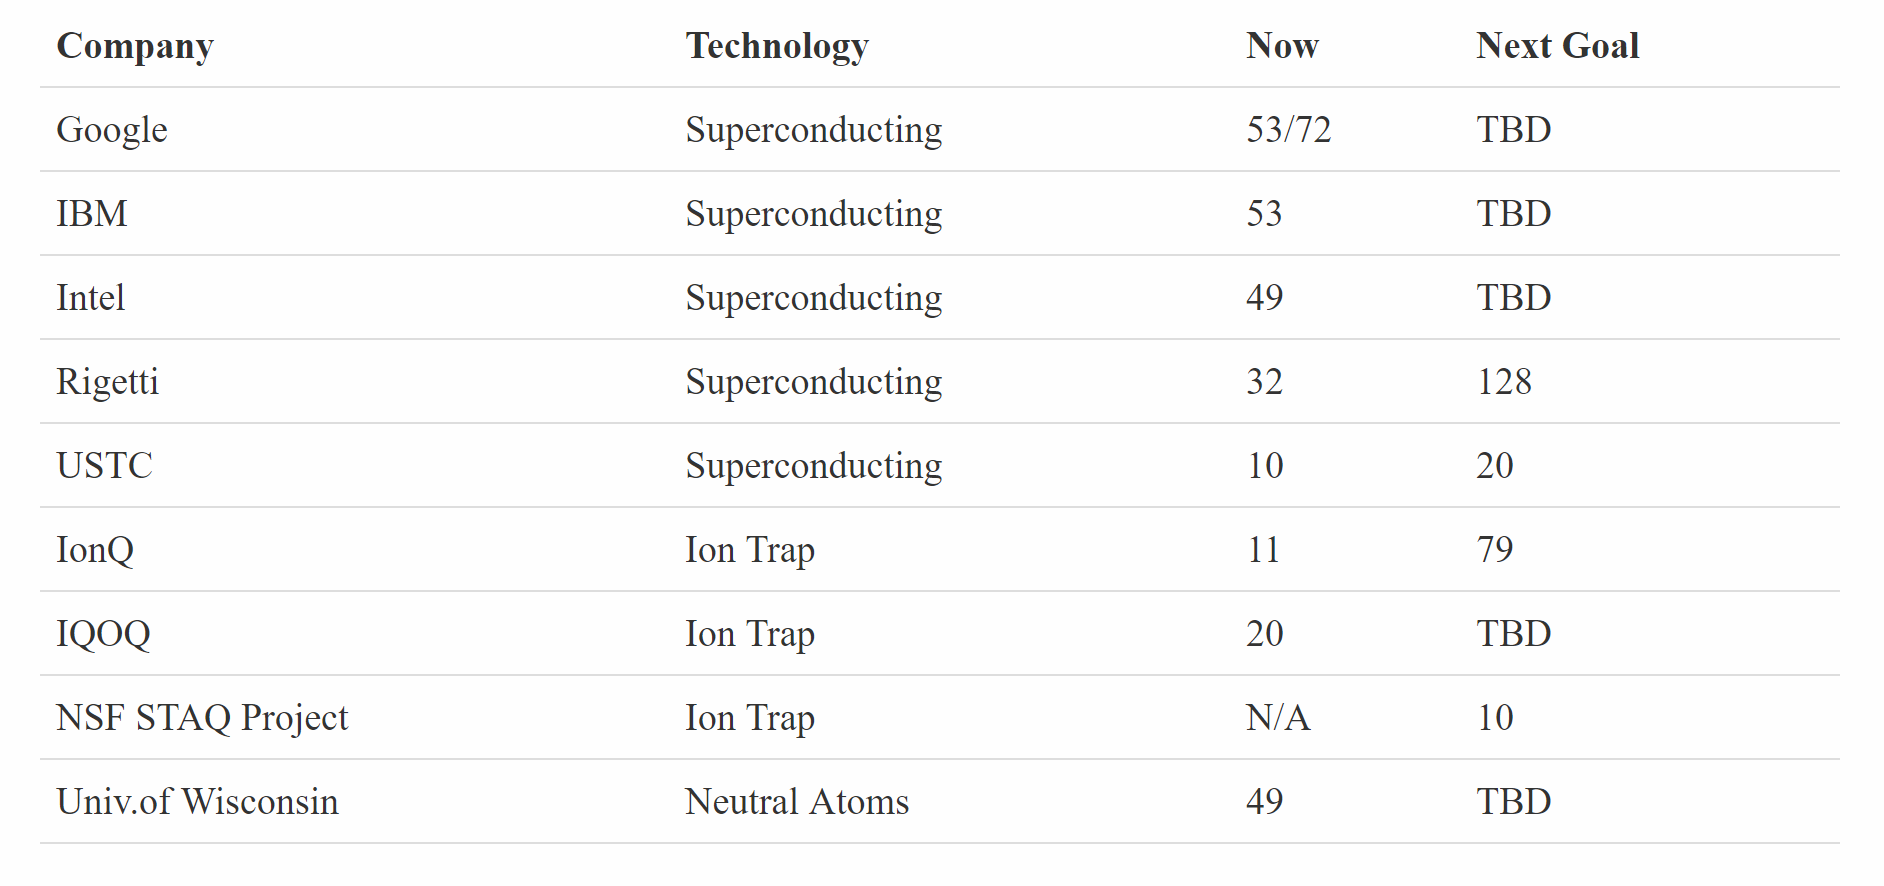 Company Technology Now Next Goal
Google Superconducting 53/72 TBD
IBM Superconducting 53 TBD
Intel Superconducting 49 TBD
Rigetti Superconducting 32 128
USTC Superconducting 10 20
IonQ Ion Trap 11 79
IQOQ Ion Trap 20 TBD
NSF STAQ Project Ion Trap N/A 10
Univ.of Wisconsin Neutral Atoms 49 TBD